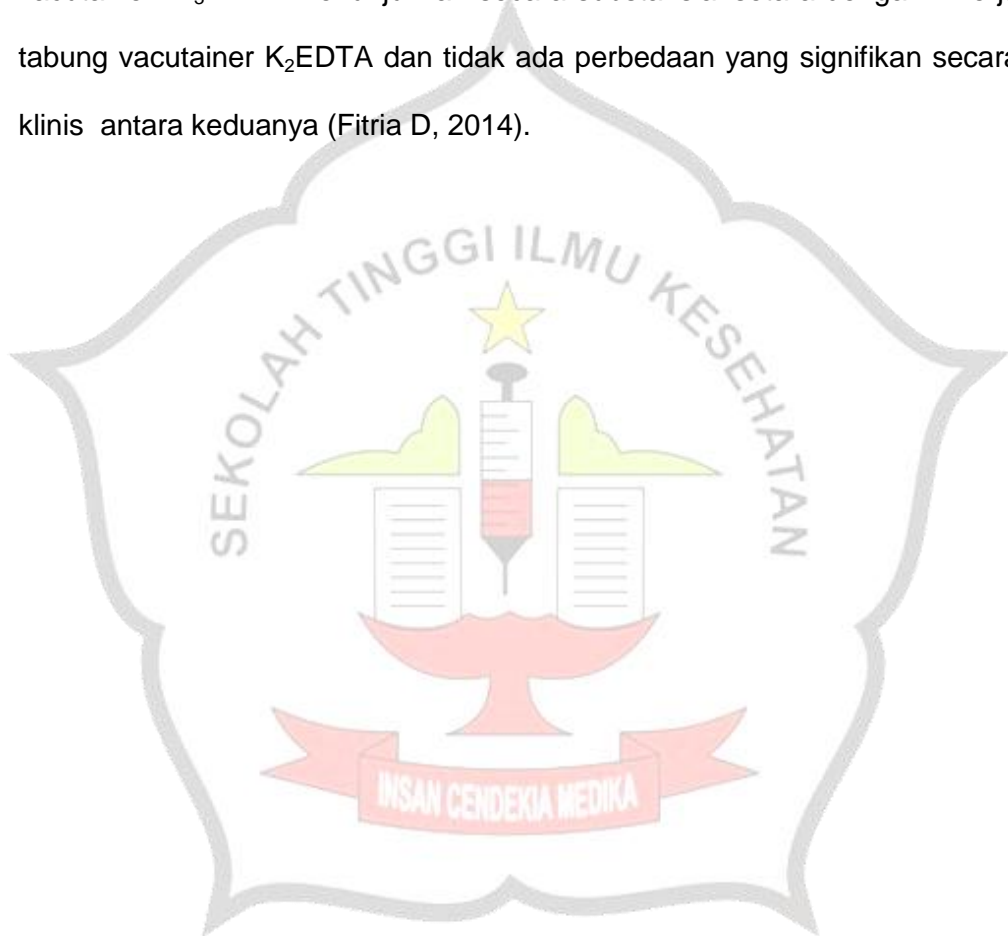 tabung vacutainer K₂EDTA dan tidak ada perbedaan yang signifikan secara
klinis antara keduanya (Fitria D, 2014).
SEKOLAH TINGGI ILMU KESEHATAN
INSAN CENDEKIA MEDIKA